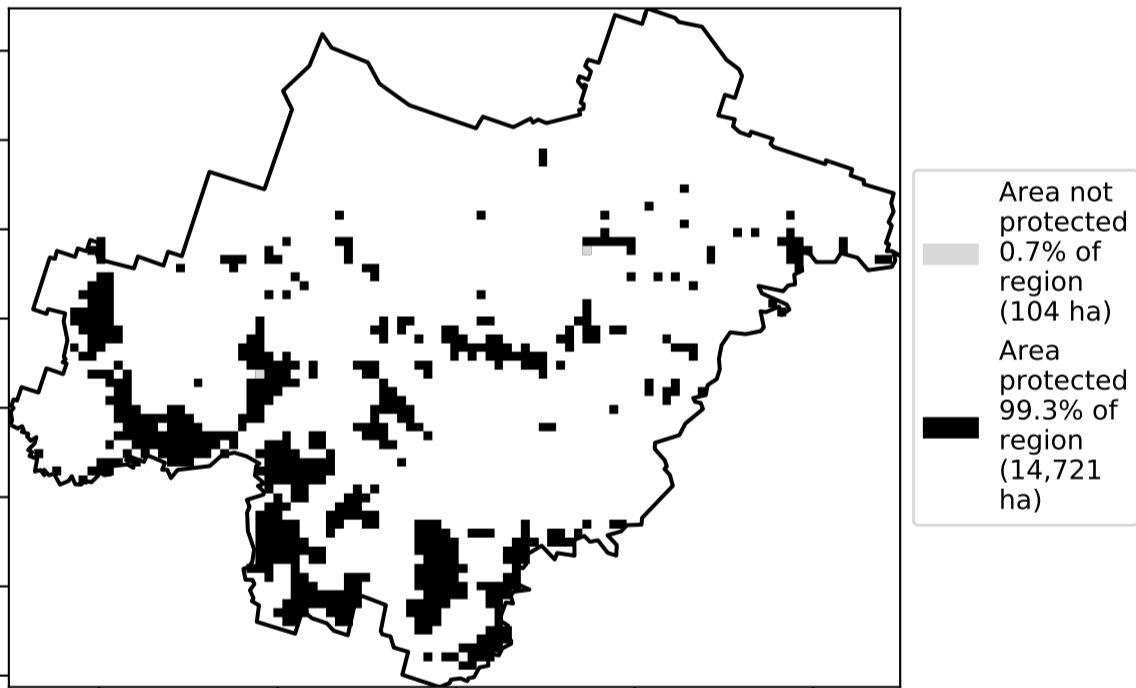 Area not
protected
0.7% of
region
(104 ha)
Area
protected
99.3% of
region
(14,721
ha)